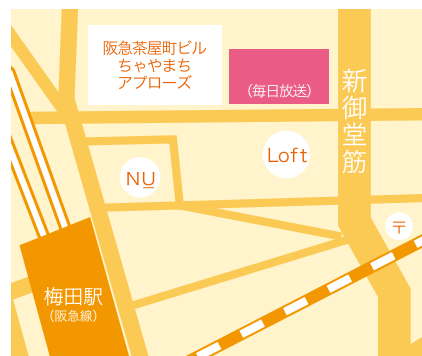 阪急茶屋町ビル
ちゃやまち
アプローズ
（毎日放送）
新御堂筋
Loft
NU
〒
梅田駅
（阪急線）